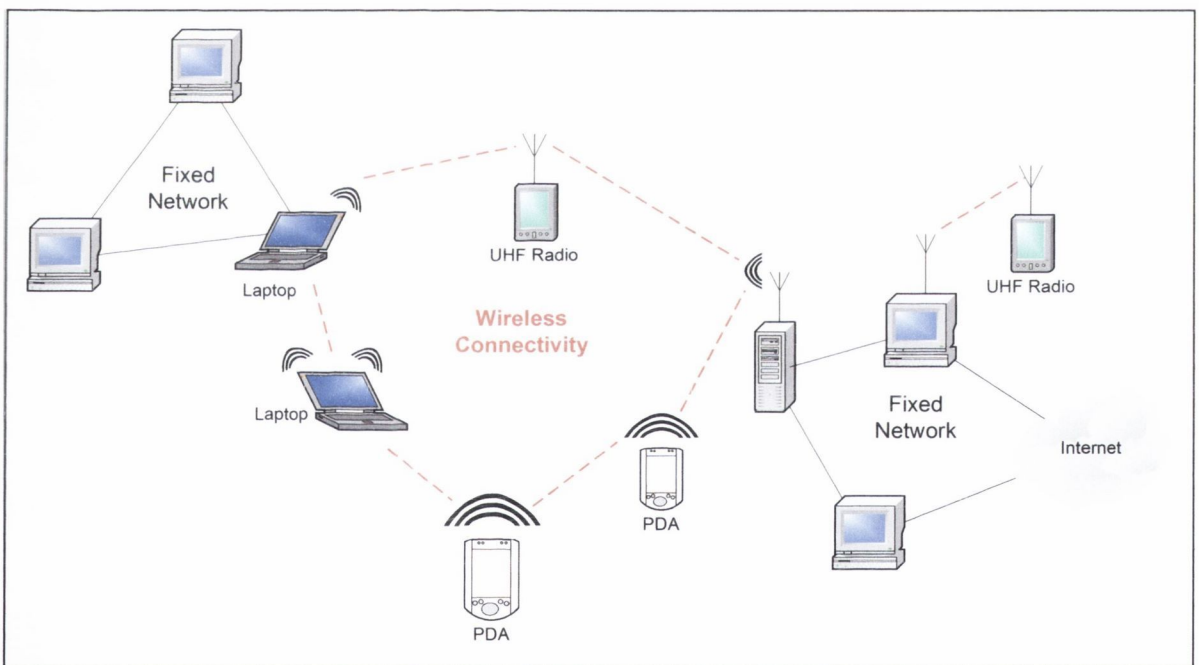 Fixed
Network
Laptop
UHF Radio
UHF Radio
Wireless
Connectivity
Laptop
Fixed
Network
Internet
PDA
PDA